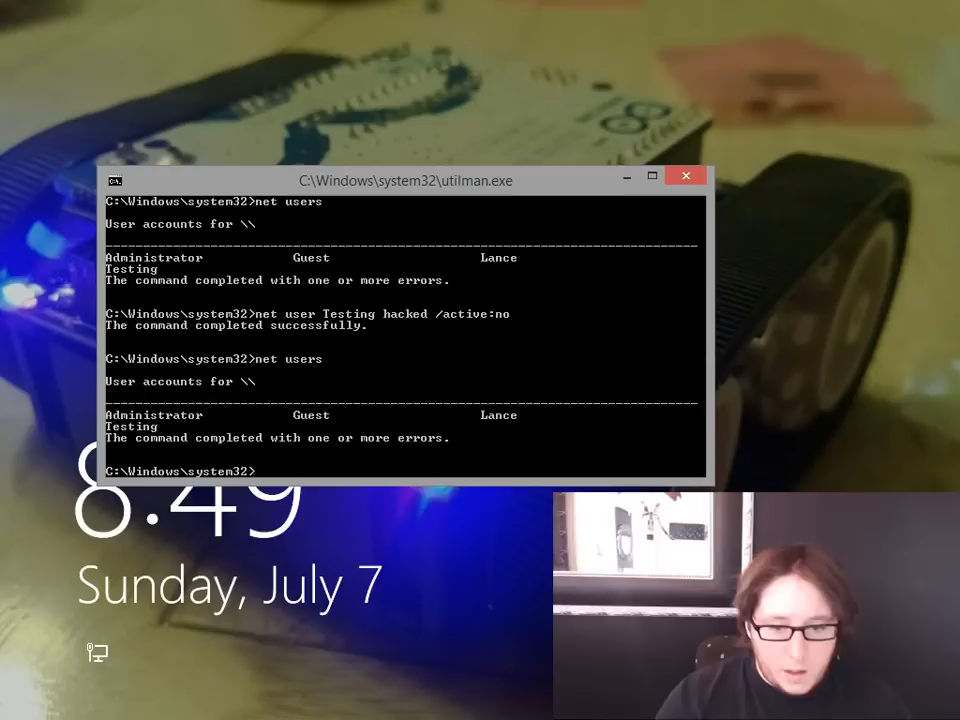 C:\Windows\system32\utilman.exe
C:\Windows\system32>net users
User accounts for \\
-------------------------------------------------------------------------------
Administrator Guest Lance
Testing
The command completed with one or more errors.
C:\Windows\system32>net user Testing hacked /active:no
The command completed successfully.
C:\Windows\system32>net users
User accounts for \\
-------------------------------------------------------------------------------
Administrator Guest Lance
Testing
The command completed with one or more errors.
C:\Windows\system32>
8:49
Sunday, July 7